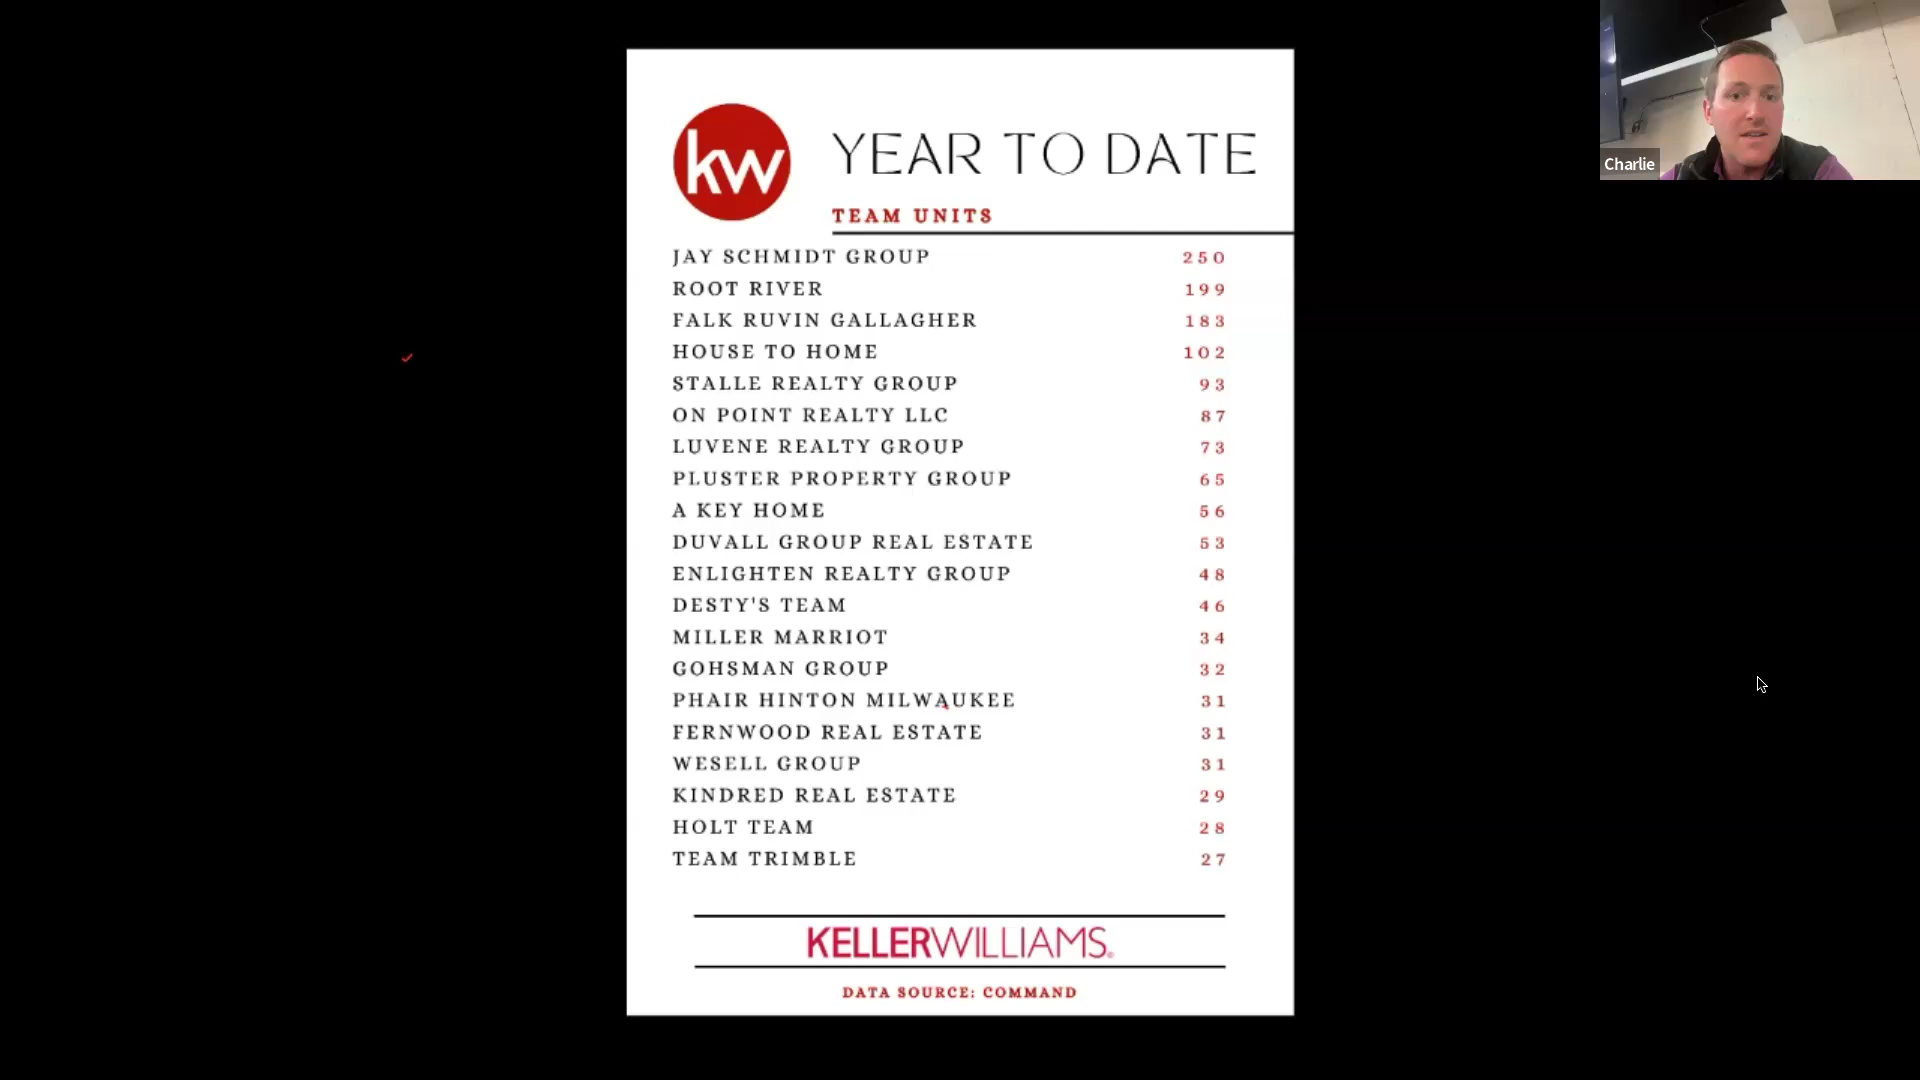 kw
YEAR TO DATE
TEAM UNITS
JAY SCHMIDT GROUP 250
ROOT RIVER 199
FALK RUVIN GALLAGHER 183
HOUSE TO HOME 102
STALLE REALTY GROUP 93
ON POINT REALTY LLC 87
LUVENE REALTY GROUP 73
PLUSTER PROPERTY GROUP 65
A KEY HOME 56
DUVALL GROUP REAL ESTATE 53
ENLIGHTEN REALTY GROUP 48
DESTY'S TEAM 46
MILLER MARRIOT 34
GOHSMAN GROUP 32
PHAIR HINTON MILWAUKEE 31
FERNWOOD REAL ESTATE 31
WESELL GROUP 31
KINDRED REAL ESTATE 29
HOLT TEAM 28
TEAM TRIMBLE 27
KELLERWILLIAMS®
DATA SOURCE: COMMAND
Charlie